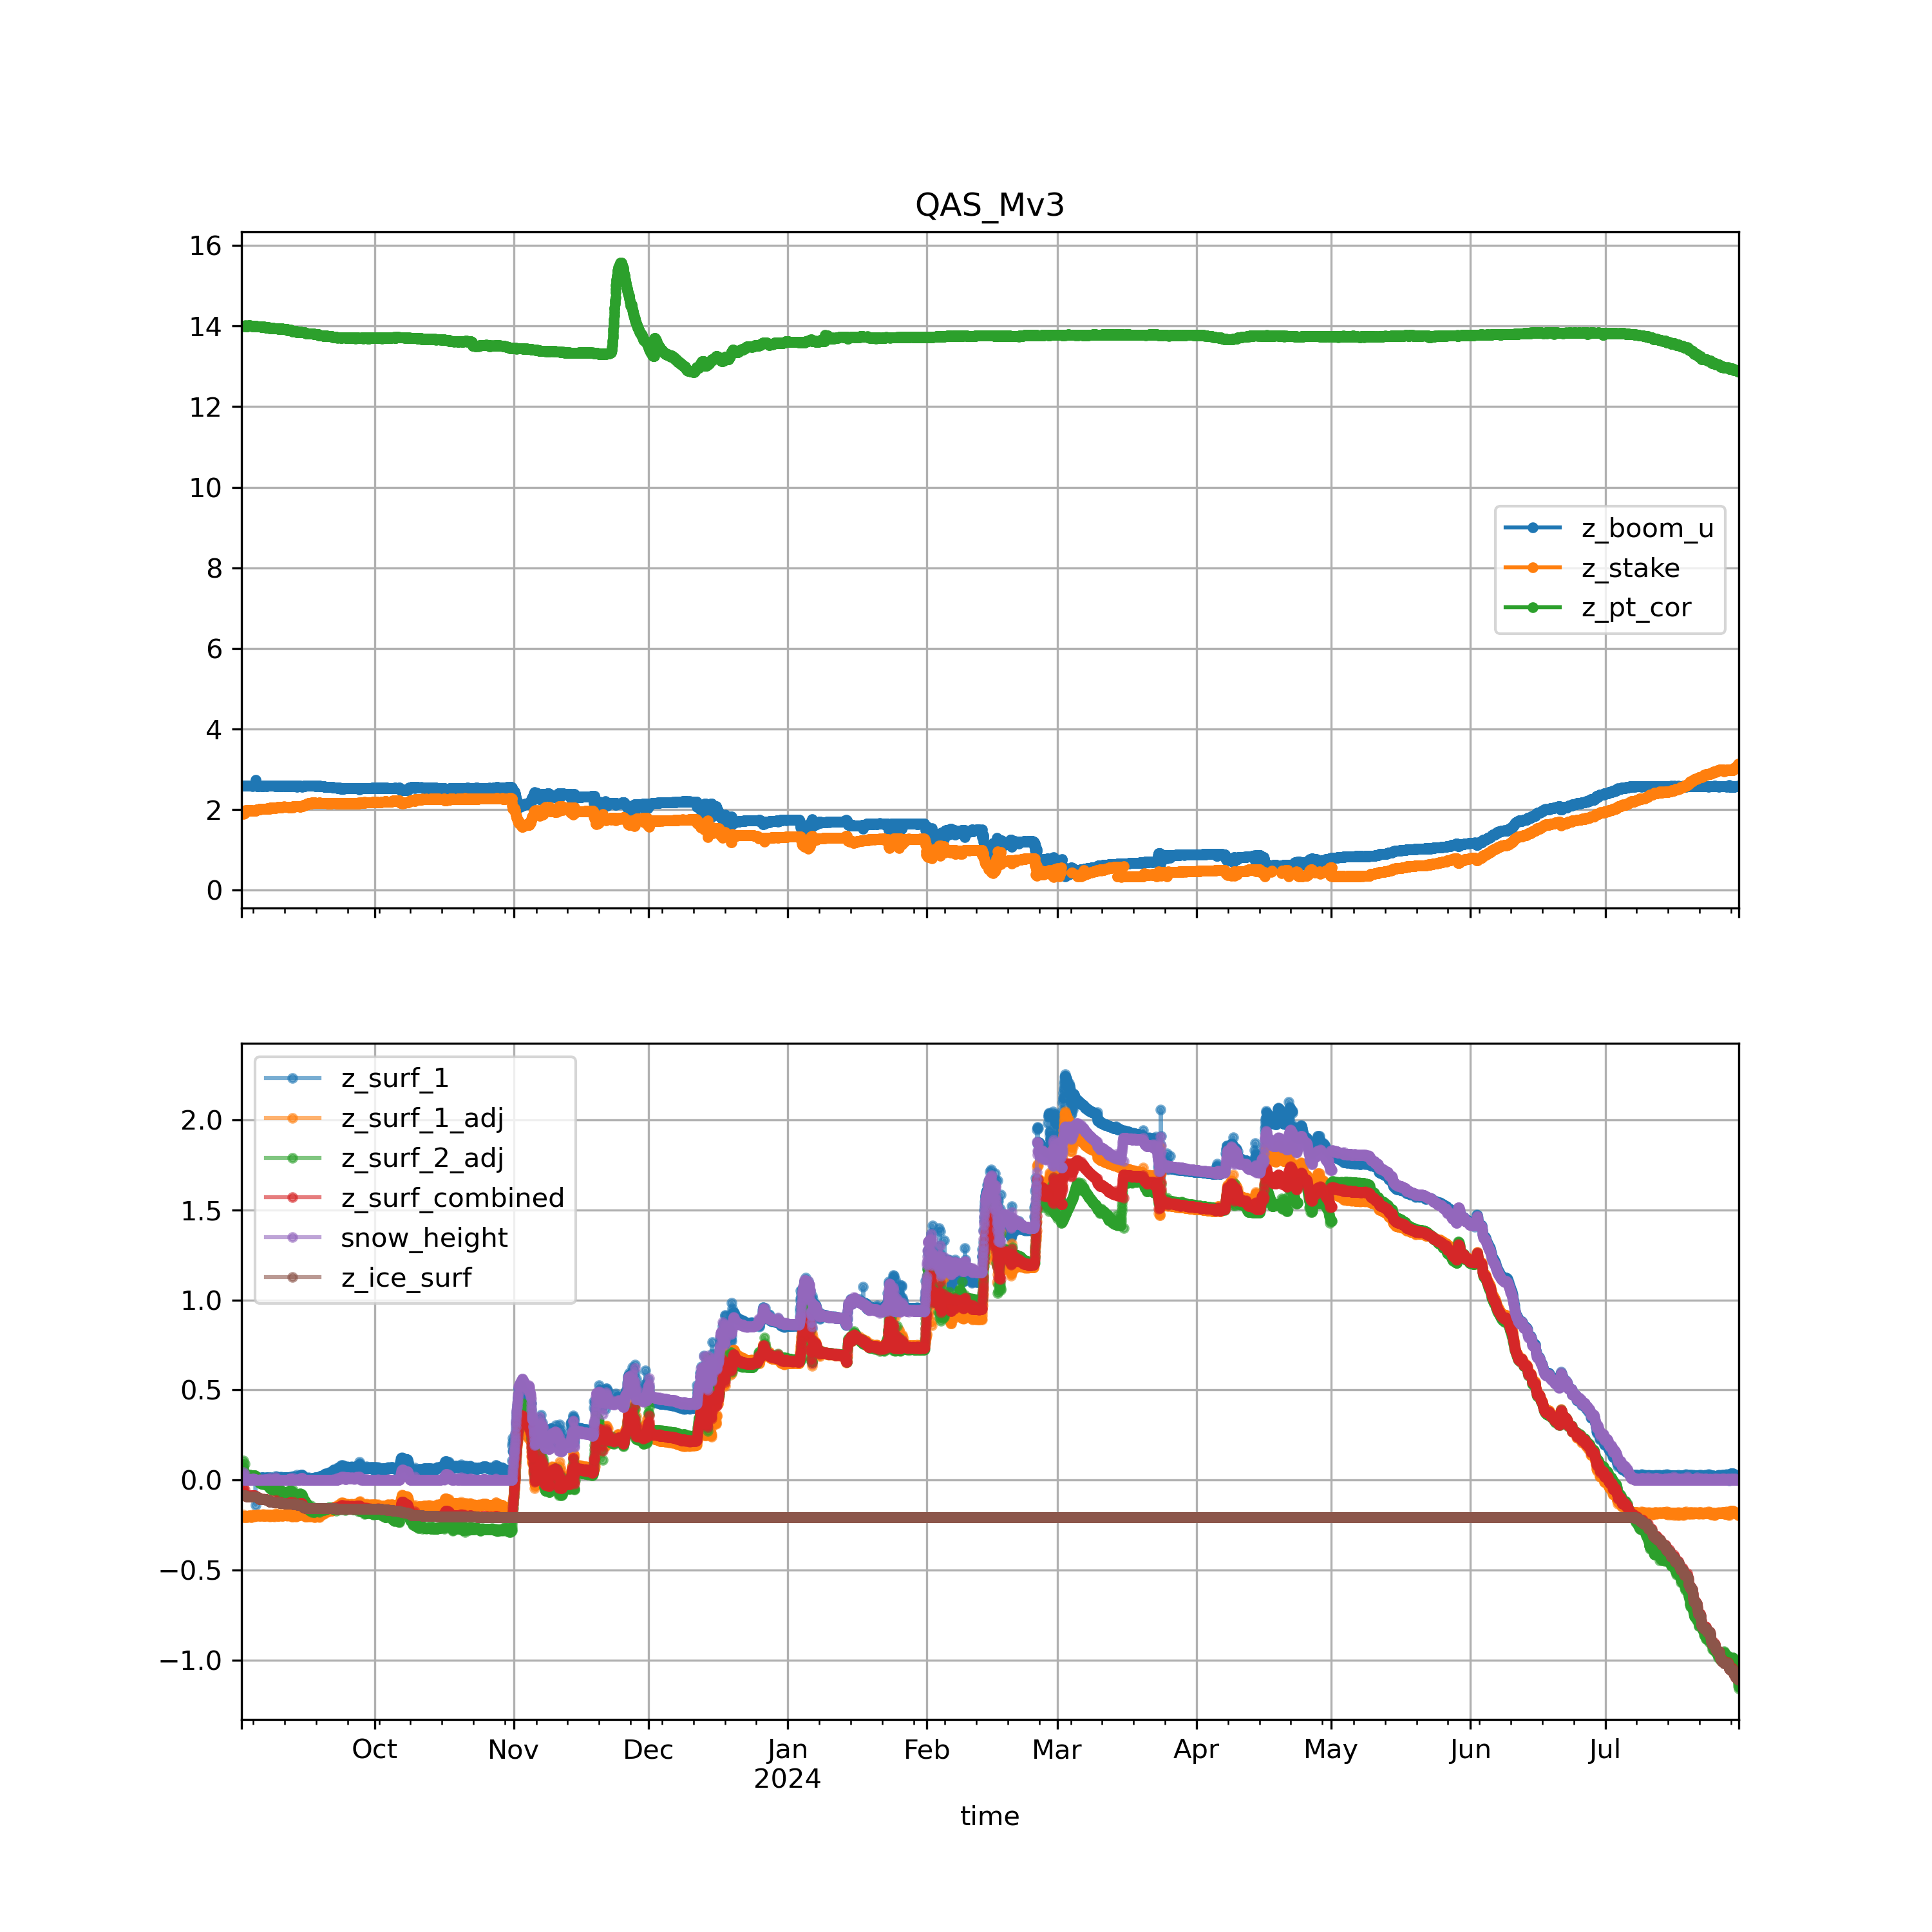 QAS_Mv3
16
14
12
10
8
6
4
2
0
z_boom_u
z_stake
z_pt_cor
2.0
1.5
1.0
0.5
0.0
−0.5
−1.0
z_surf_1
z_surf_1_adj
z_surf_2_adj
z_surf_combined
snow_height
z_ice_surf
Oct Nov Dec Jan Feb Mar Apr May Jun Jul
2024
time